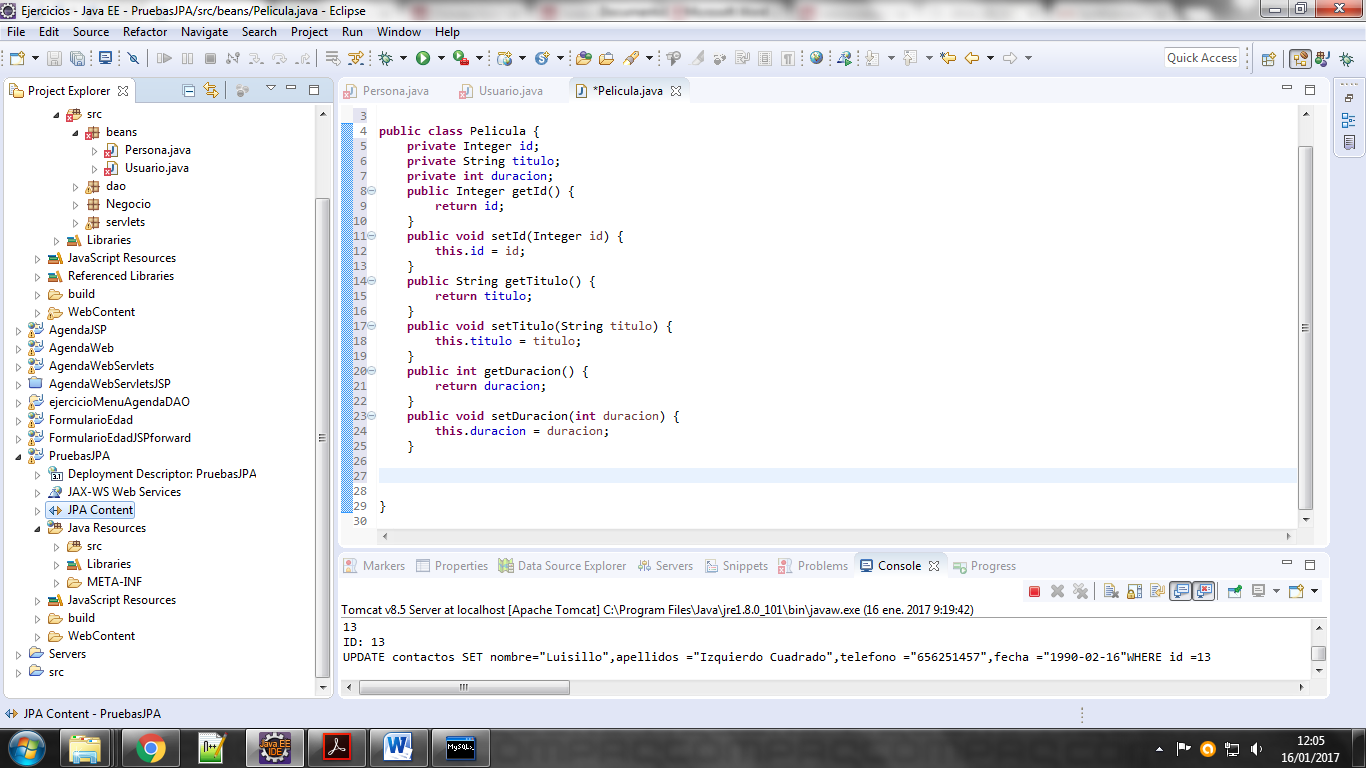 Ejercicios - Java EE - PruebasJPA/src/beans/Pelicula.java - Eclipse
File Edit Source Refactor Navigate Search Project Run Window Help
Quick Access
Project Explorer
src
beans
Persona.java
Usuario.java
dao
Negocio
servlets
Libraries
JavaScript Resources
Referenced Libraries
build
WebContent
AgendaJSP
AgendaWeb
AgendaWebServlets
AgendaWebServletsJSP
ejercicioMenuAgendaDAO
FormularioEdad
FormularioEdadJSPforward
PruebasJPA
Deployment Descriptor: PruebasJPA
JAX-WS Web Services
JPA Content
Java Resources
src
Libraries
META-INF
JavaScript Resources
build
WebContent
Servers
src
Persona.java Usuario.java *Pelicula.java
3
4 public class Pelicula {
5 private Integer id;
6 private String titulo;
7 private int duracion;
8 public Integer getId() {
9 return id;
10 }
11 public void setId(Integer id) {
12 this.id = id;
13 }
14 public String getTitulo() {
15 return titulo;
16 }
17 public void setTitulo(String titulo) {
18 this.titulo = titulo;
19 }
20 public int getDuracion() {
21 return duracion;
22 }
23 public void setDuracion(int duracion) {
24 this.duracion = duracion;
25 }
26
27
28
29 }
30
Markers Properties Data Source Explorer Servers Snippets Problems Console Progress
Tomcat v8.5 Server at localhost [Apache Tomcat] C:\Program Files\Java\jre1.8.0_101\bin\javaw.exe (16 ene. 2017 9:19:42)
13
ID: 13
UPDATE contactos SET nombre="Luisillo",apellidos ="Izquierdo Cuadrado",telefono ="656251457",fecha ="1990-02-16"WHERE id =13
JPA Content - PruebasJPA
Java EE
IDE
MySQL
12:05
16/01/2017